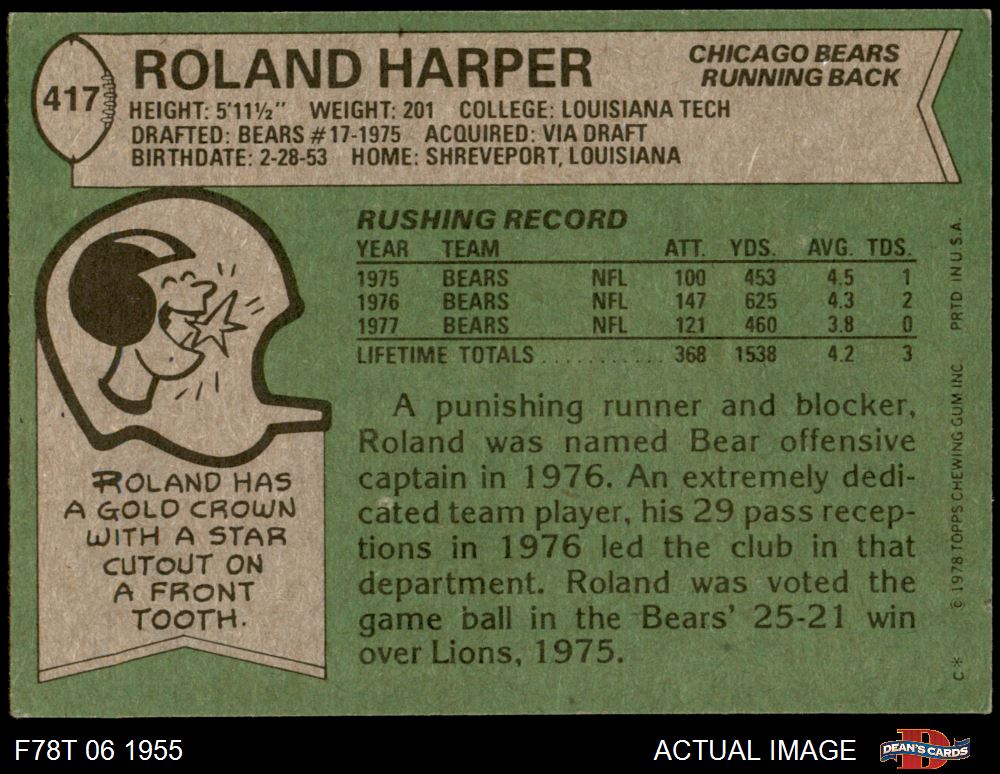 417
ROLAND HARPER
CHICAGO BEARS
RUNNING BACK
HEIGHT: 5'11½" WEIGHT: 201 COLLEGE: LOUISIANA TECH
DRAFTED: BEARS #17-1975 ACQUIRED: VIA DRAFT
BIRTHDATE: 2-28-53 HOME: SHREVEPORT, LOUISIANA
RUSHING RECORD
YEAR TEAM ATT. YDS. AVG. TDS.
1975 BEARS NFL 100 453 4.5 1
1976 BEARS NFL 147 625 4.3 2
1977 BEARS NFL 121 460 3.8 0
LIFETIME TOTALS . . . . . . . . . . . 368 1538 4.2 3
ROLAND HAS
A GOLD CROWN
WITH A STAR
CUTOUT ON
A FRONT
TOOTH.
A punishing runner and blocker,
Roland was named Bear offensive
captain in 1976. An extremely dedi-
cated team player, his 29 pass recep-
tions in 1976 led the club in that
department. Roland was voted the
game ball in the Bears' 25-21 win
over Lions, 1975.
C* © 1978 TOPPS CHEWING GUM INC PRTD IN U.S.A.
F78T 06 1955
ACTUAL IMAGE
DEAN'S CARDS